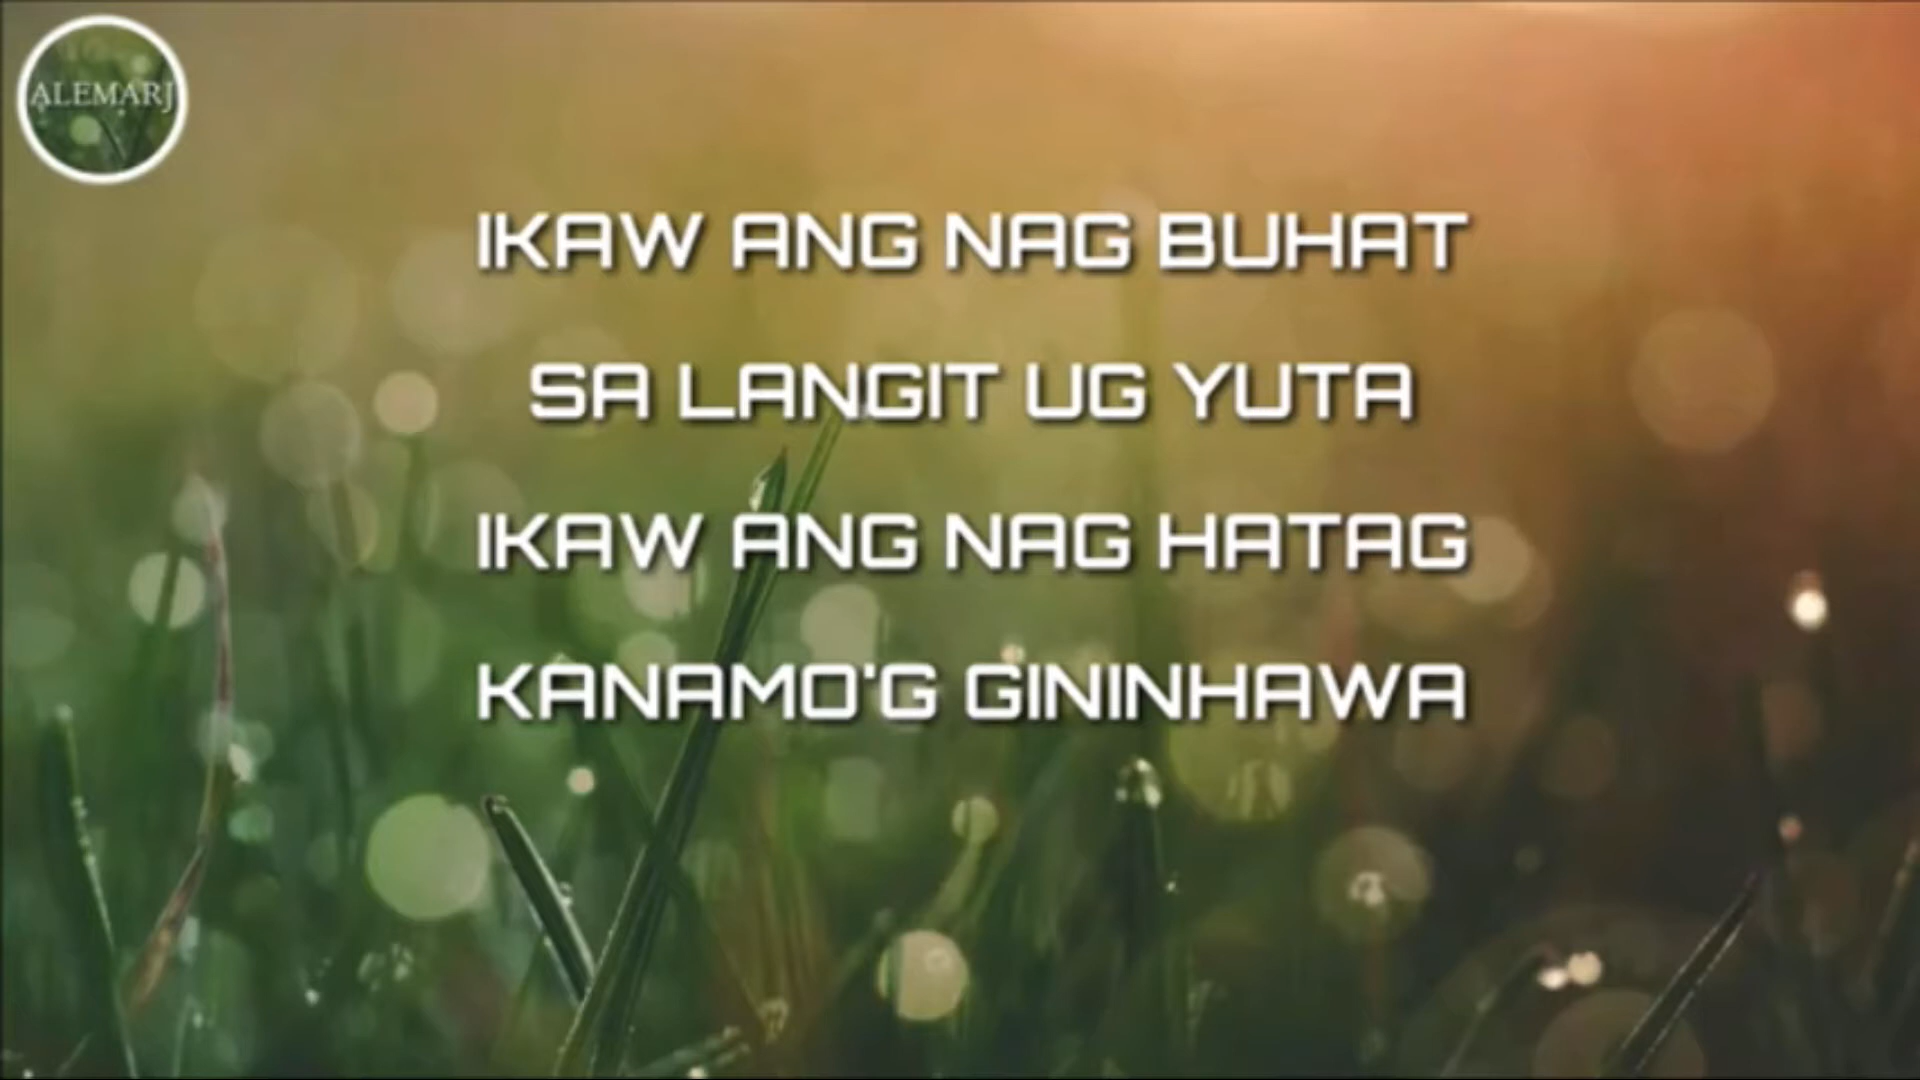 ALEMARJ
IKAW ANG NAG BUHAT
SA LANGIT UG YUTA
IKAW ANG NAG HATAG
KANAMO'G GININHAWA